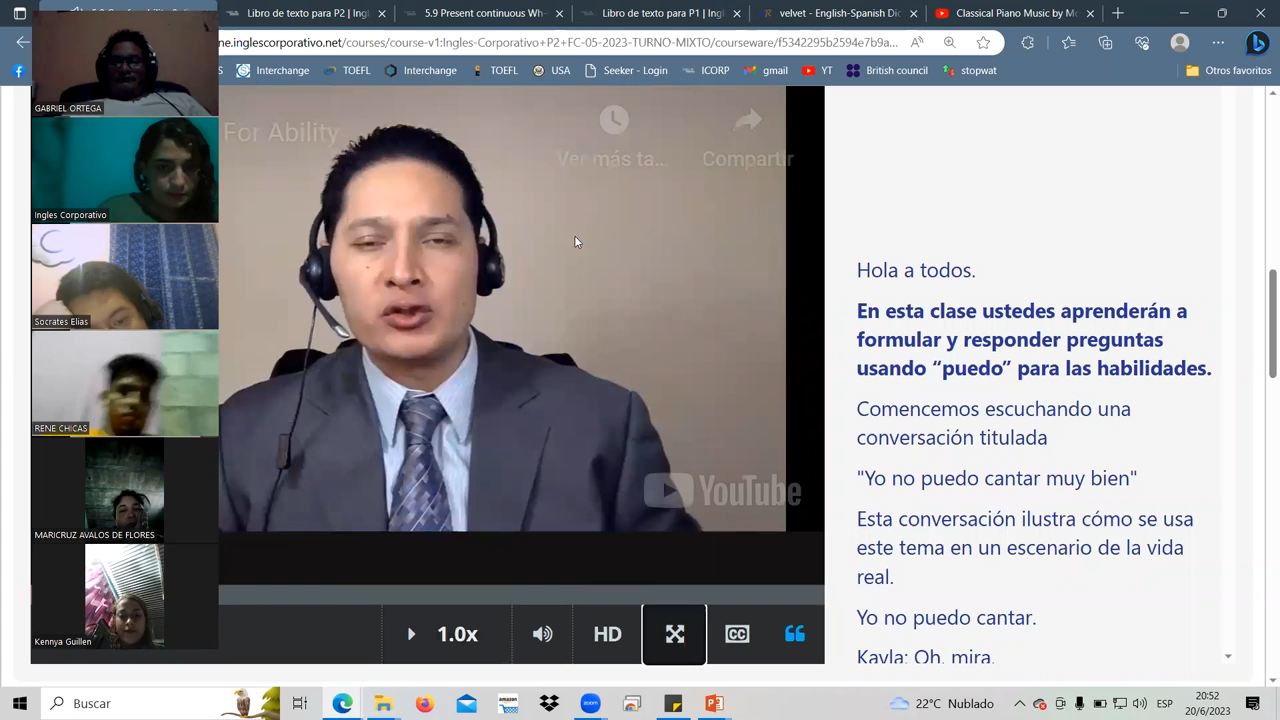 Libro de texto para P2 | Ingl
5.9 Present continuous Wh-
Libro de texto para P1 | Ingl
velvet - English-Spanish Dic
Classical Piano Music by Mo
ne.inglescorporativo.net/courses/course-v1:Ingles-Corporativo+P2+FC-05-2023-TURNO-MIXTO/courseware/f5342295b2594e7b9a...
Interchange
TOEFL
Interchange
TOEFL
USA
Seeker - Login
ICORP
gmail
YT
British council
stopwat
Otros favoritos
GABRIEL ORTEGA
Ingles Corporativo
Socrates Elias
RENE CHICAS
MARICRUZ AVALOS DE FLORES
Kennya Guillen
For Ability
Ver más ta...
Compartir
YouTube
1.0x
HD
CC
Hola a todos.
En esta clase ustedes aprenderán a
formular y responder preguntas
usando “puedo” para las habilidades.
Comencemos escuchando una
conversación titulada
"Yo no puedo cantar muy bien"
Esta conversación ilustra cómo se usa
este tema en un escenario de la vida
real.
Yo no puedo cantar.
Kayla: Oh, mira.
Buscar
22°C Nublado
ESP
20:52
20/6/2023